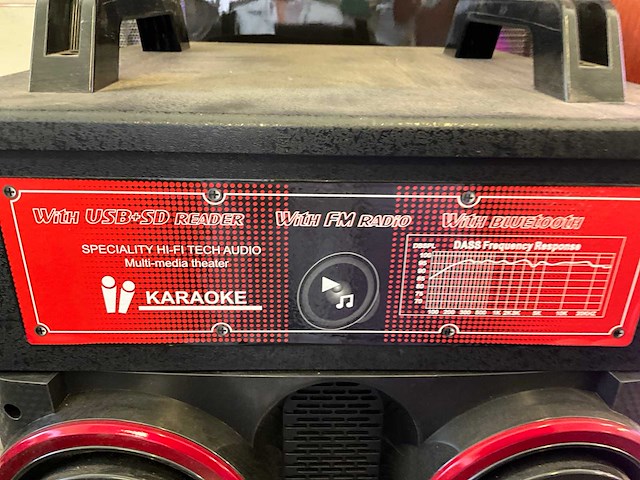 With USB+SD READER
With FM RADiO
With BLUEtOOTH
SPECIALITY HI-FI TECH AUDIO
Multi-media theater
KARAOKE
DASS Frequency Response
100